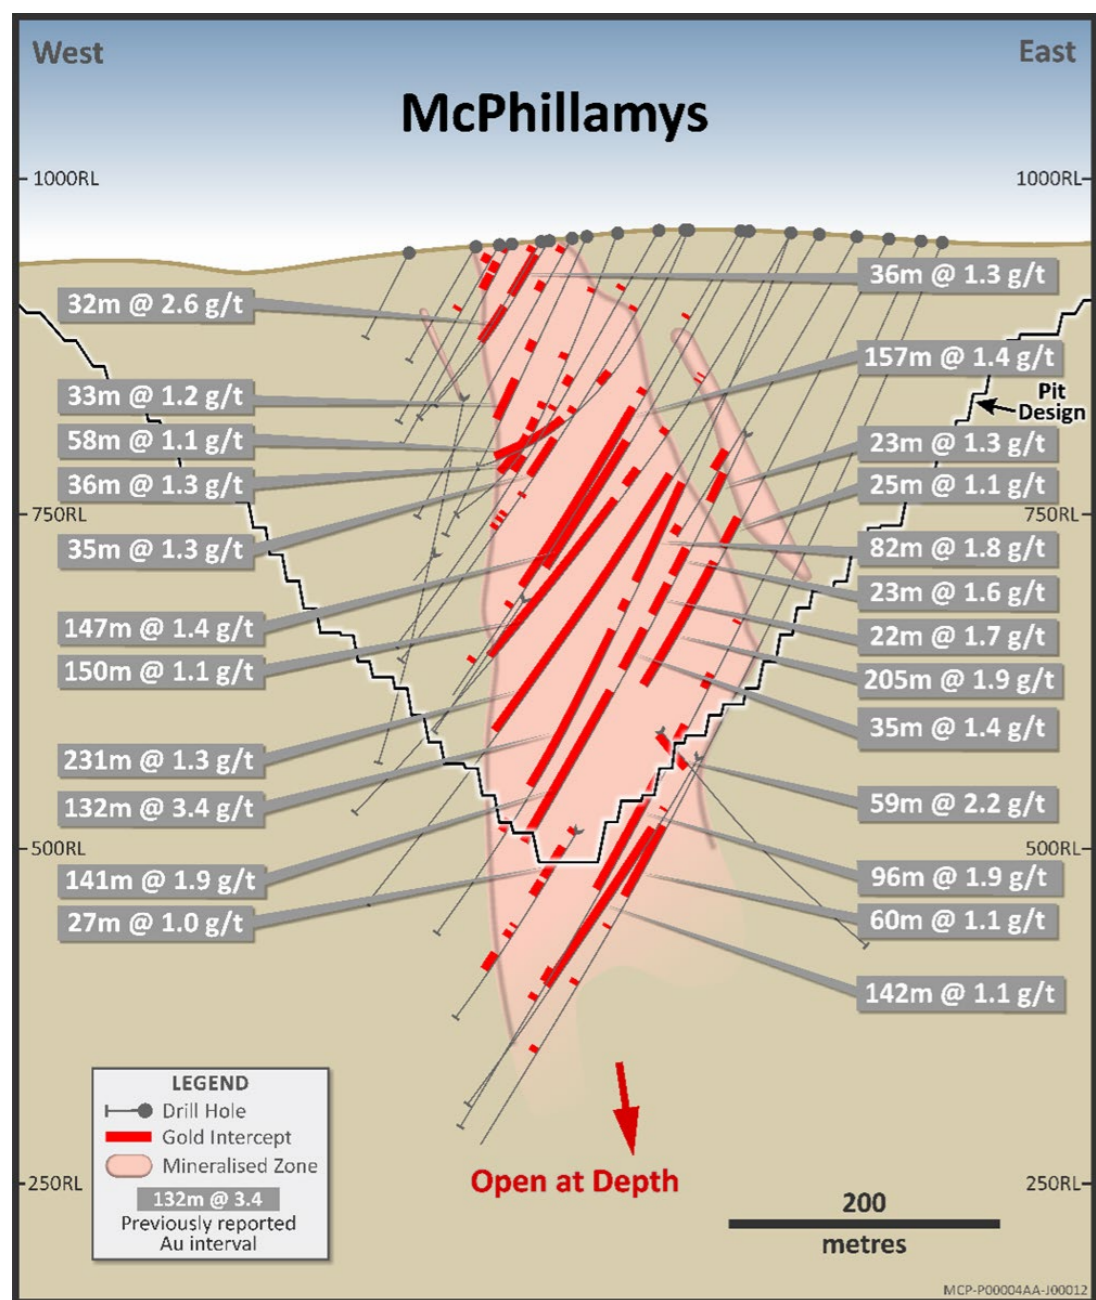 West
East
McPhillamys
1000RL
1000RL
36m @ 1.3 g/t
32m @ 2.6 g/t
157m @ 1.4 g/t
33m @ 1.2 g/t
Pit
Design
58m @ 1.1 g/t
23m @ 1.3 g/t
36m @ 1.3 g/t
25m @ 1.1 g/t
750RL
750RL
35m @ 1.3 g/t
82m @ 1.8 g/t
23m @ 1.6 g/t
147m @ 1.4 g/t
22m @ 1.7 g/t
150m @ 1.1 g/t
205m @ 1.9 g/t
35m @ 1.4 g/t
231m @ 1.3 g/t
132m @ 3.4 g/t
59m @ 2.2 g/t
500RL
500RL
141m @ 1.9 g/t
96m @ 1.9 g/t
27m @ 1.0 g/t
60m @ 1.1 g/t
142m @ 1.1 g/t
LEGEND
Drill Hole
Gold Intercept
Mineralised Zone
132m @ 3.4
Previously reported
Au interval
Open at Depth
250RL
250RL
200
metres
MCP-P00004AA-J00012